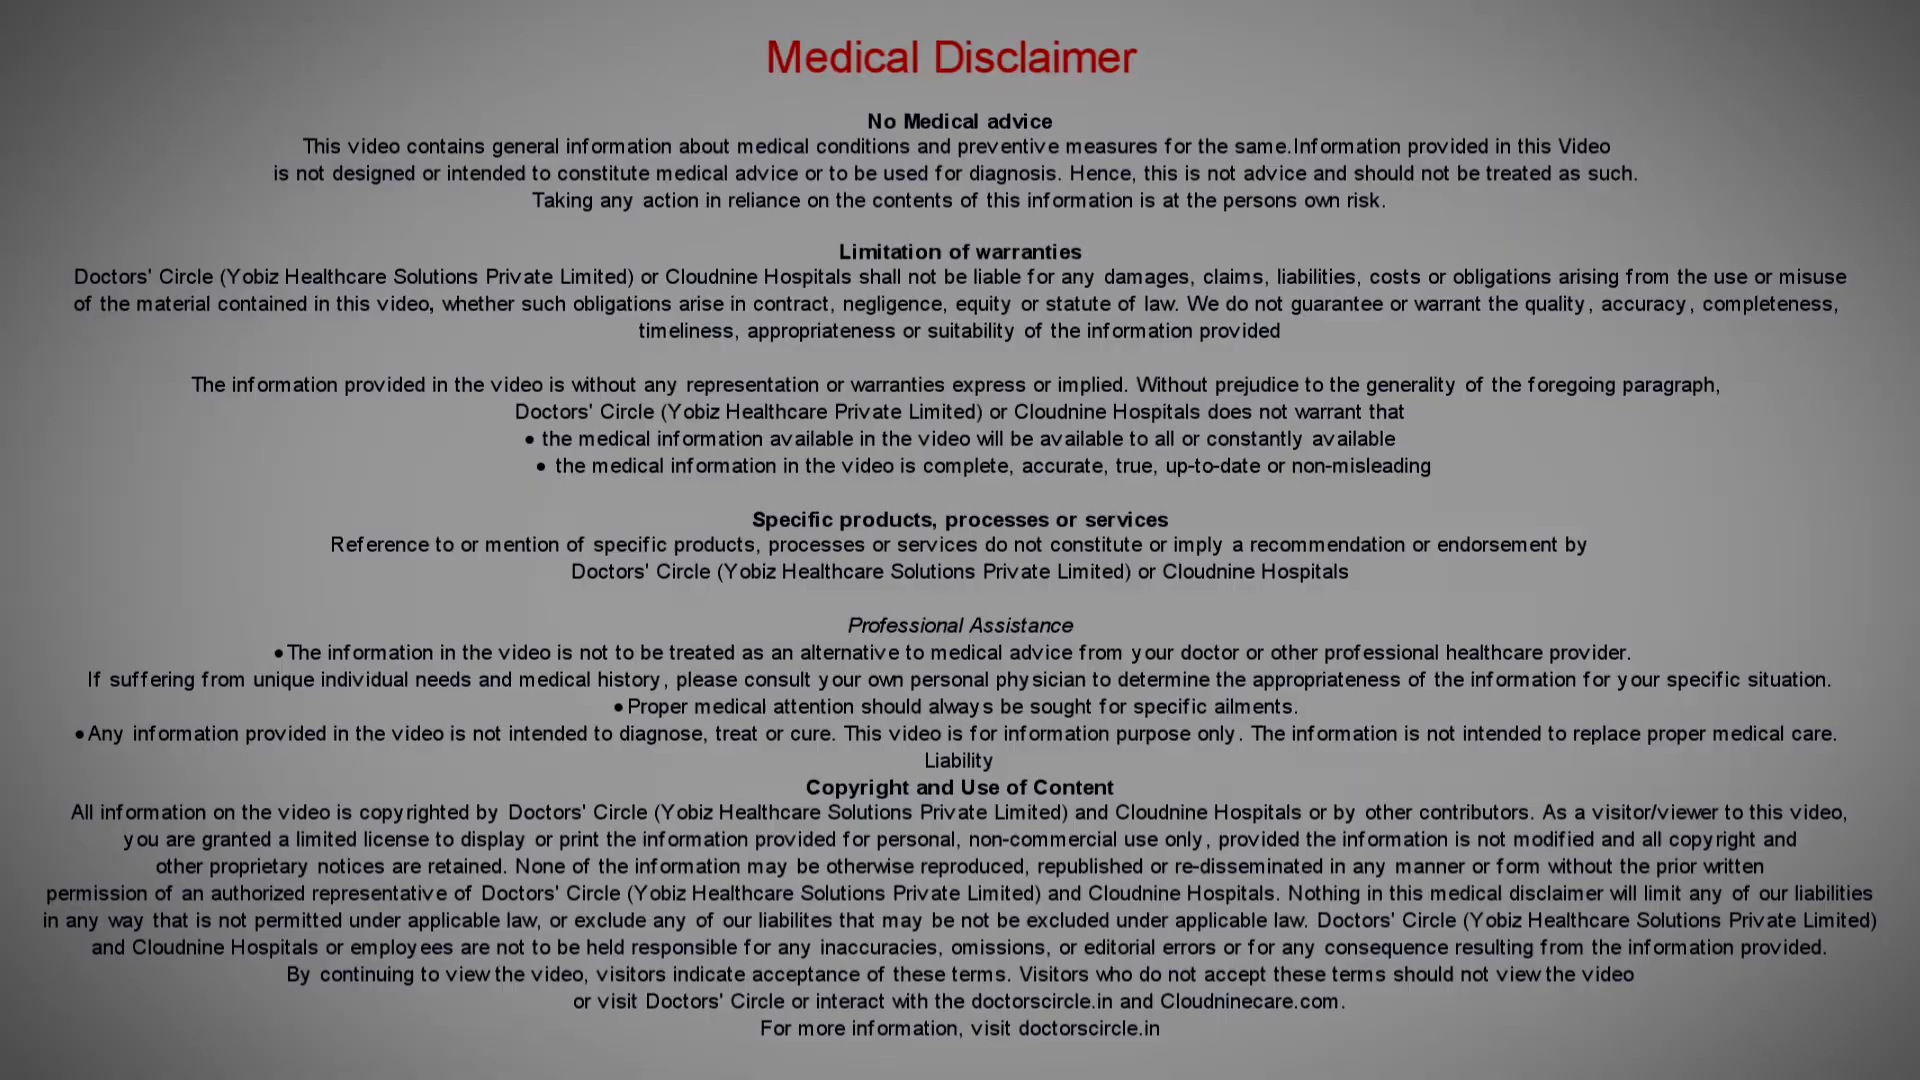 Medical Disclaimer
No Medical advice
This video contains general information about medical conditions and preventive measures for the same.Information provided in this Video
is not designed or intended to constitute medical advice or to be used for diagnosis. Hence, this is not advice and should not be treated as such.
Taking any action in reliance on the contents of this information is at the persons own risk.
Limitation of warranties
Doctors' Circle (Yobiz Healthcare Solutions Private Limited) or Cloudnine Hospitals shall not be liable for any damages, claims, liabilities, costs or obligations arising from the use or misuse
of the material contained in this video, whether such obligations arise in contract, negligence, equity or statute of law. We do not guarantee or warrant the quality, accuracy, completeness,
timeliness, appropriateness or suitability of the information provided
The information provided in the video is without any representation or warranties express or implied. Without prejudice to the generality of the foregoing paragraph,
Doctors' Circle (Yobiz Healthcare Private Limited) or Cloudnine Hospitals does not warrant that
• the medical information available in the video will be available to all or constantly available
• the medical information in the video is complete, accurate, true, up-to-date or non-misleading
Specific products, processes or services
Reference to or mention of specific products, processes or services do not constitute or imply a recommendation or endorsement by
Doctors' Circle (Yobiz Healthcare Solutions Private Limited) or Cloudnine Hospitals
Professional Assistance
•The information in the video is not to be treated as an alternative to medical advice from your doctor or other professional healthcare provider.
If suffering from unique individual needs and medical history, please consult your own personal physician to determine the appropriateness of the information for your specific situation.
•Proper medical attention should always be sought for specific ailments.
•Any information provided in the video is not intended to diagnose, treat or cure. This video is for information purpose only. The information is not intended to replace proper medical care.
Liability
Copyright and Use of Content
All information on the video is copyrighted by Doctors' Circle (Yobiz Healthcare Solutions Private Limited) and Cloudnine Hospitals or by other contributors. As a visitor/viewer to this video,
you are granted a limited license to display or print the information provided for personal, non-commercial use only, provided the information is not modified and all copyright and
other proprietary notices are retained. None of the information may be otherwise reproduced, republished or re-disseminated in any manner or form without the prior written
permission of an authorized representative of Doctors' Circle (Yobiz Healthcare Solutions Private Limited) and Cloudnine Hospitals. Nothing in this medical disclaimer will limit any of our liabilities
in any way that is not permitted under applicable law, or exclude any of our liabilites that may be not be excluded under applicable law. Doctors' Circle (Yobiz Healthcare Solutions Private Limited)
and Cloudnine Hospitals or employees are not to be held responsible for any inaccuracies, omissions, or editorial errors or for any consequence resulting from the information provided.
By continuing to view the video, visitors indicate acceptance of these terms. Visitors who do not accept these terms should not view the video
or visit Doctors' Circle or interact with the doctorscircle.in and Cloudninecare.com.
For more information, visit doctorscircle.in